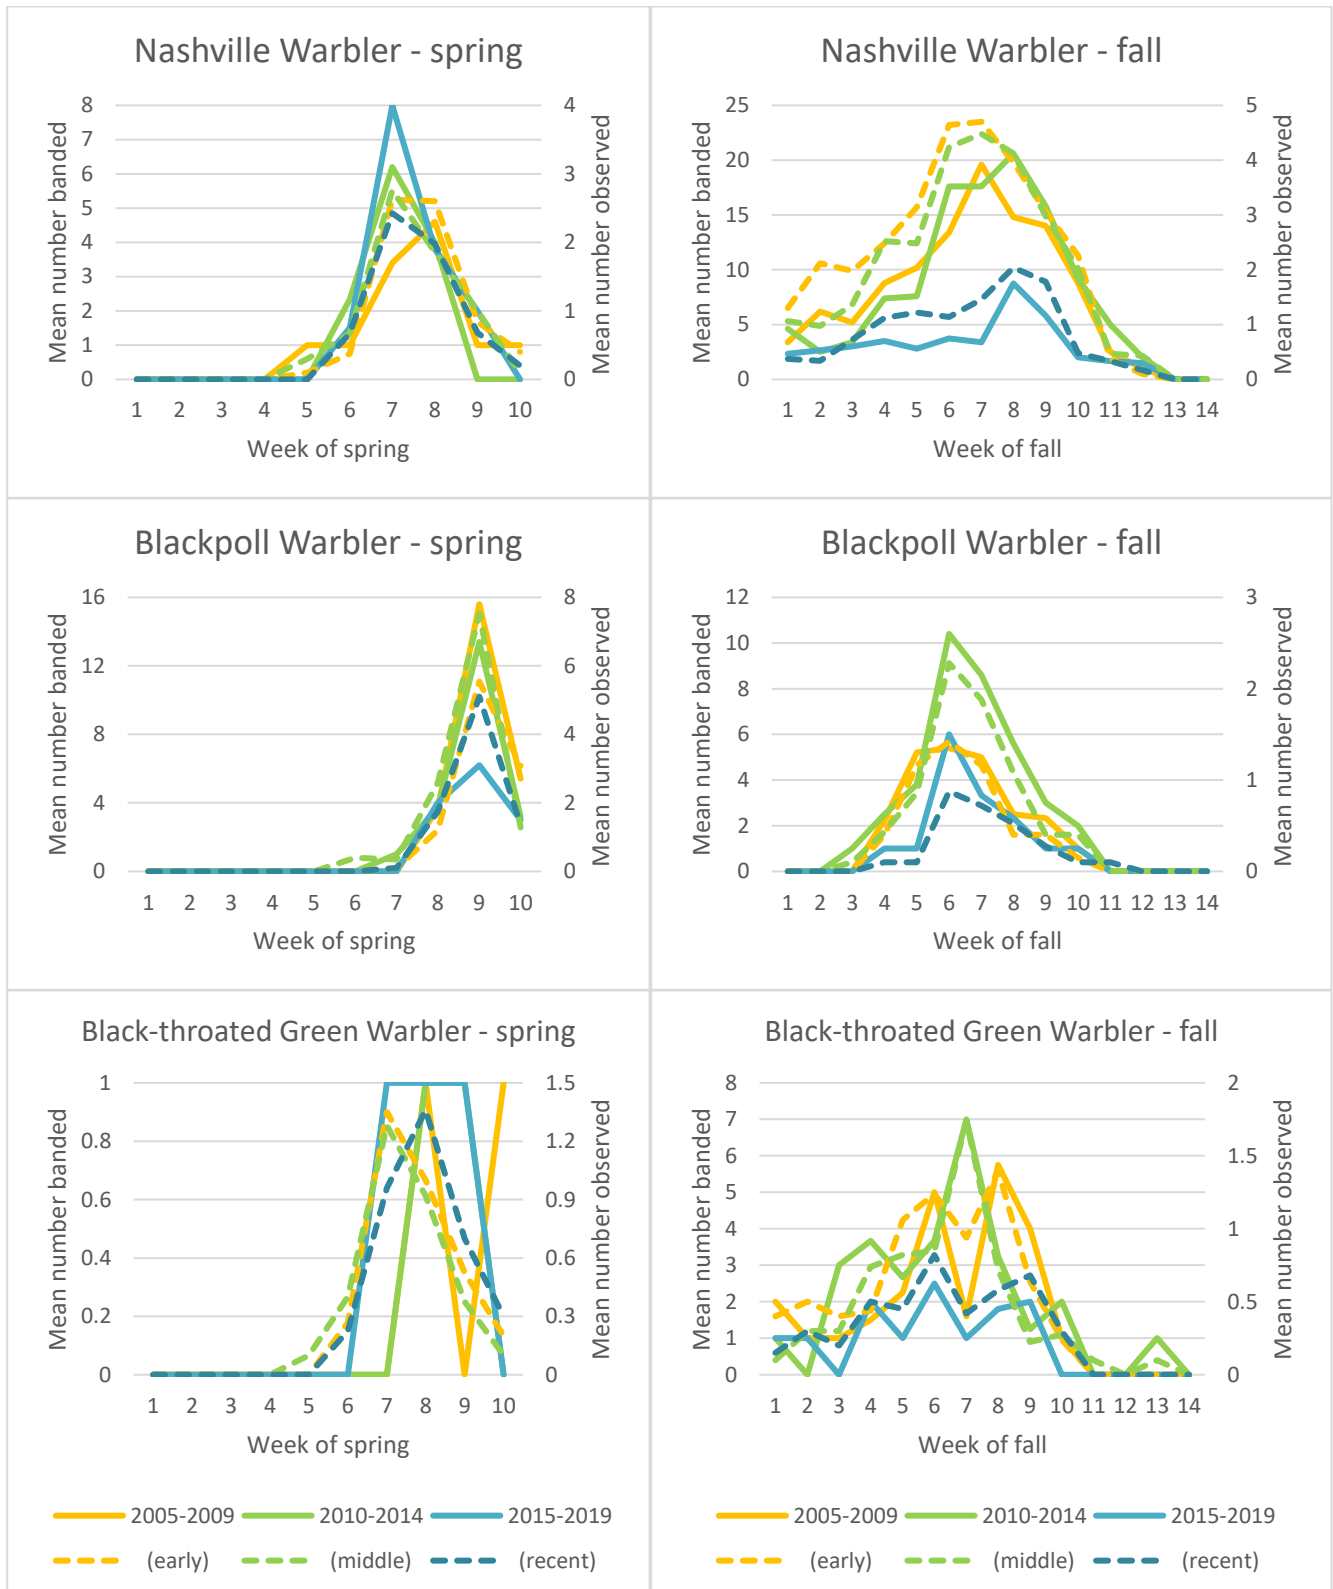 Nashville Warbler - spring
Mean number banded
8
7
6
5
4
3
2
1
0
4
3
2
1
0
Mean number observed
1 2 3 4 5 6 7 8 9 10
Week of spring
Nashville Warbler - fall
Mean number banded
25
20
15
10
5
0
5
4
3
2
1
0
Mean number observed
1 2 3 4 5 6 7 8 9 10 11 12 13 14
Week of fall
Blackpoll Warbler - spring
Mean number banded
16
12
8
4
0
8
6
4
2
0
Mean number observed
1 2 3 4 5 6 7 8 9 10
Week of spring
Blackpoll Warbler - fall
Mean number banded
12
10
8
6
4
2
0
3
2
1
0
Mean number observed
1 2 3 4 5 6 7 8 9 10 11 12 13 14
Week of fall
Black-throated Green Warbler - spring
Mean number banded
1
0.8
0.6
0.4
0.2
0
1.5
1.2
0.9
0.6
0.3
0
Mean number observed
1 2 3 4 5 6 7 8 9 10
Week of spring
2005-2009 2010-2014 2015-2019
(early) (middle) (recent)
Black-throated Green Warbler - fall
Mean number banded
8
7
6
5
4
3
2
1
0
2
1.5
1
0.5
0
Mean number observed
1 2 3 4 5 6 7 8 9 10 11 12 13 14
Week of fall
2005-2009 2010-2014 2015-2019
(early) (middle) (recent)